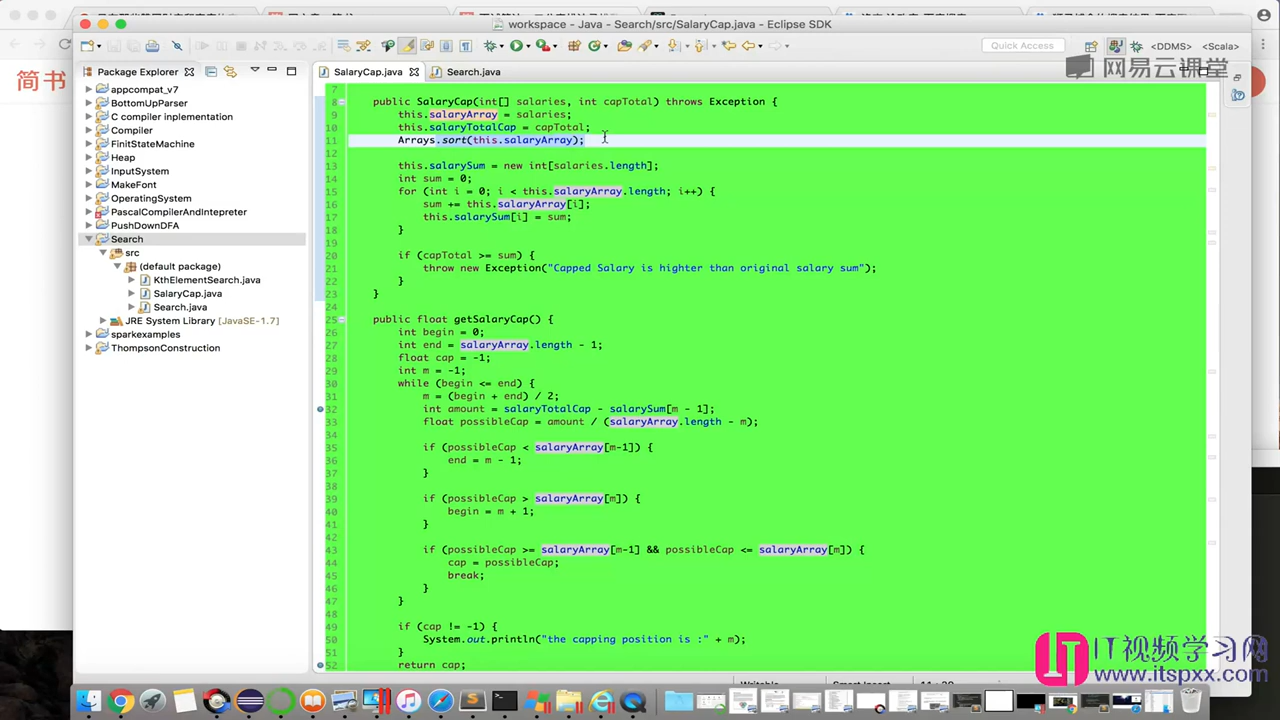 workspace - Java - Search/src/SalaryCap.java - Eclipse SDK
简书
Quick Access
<DDMS>
<Scala>
网易云课堂
Package Explorer
SalaryCap.java
Search.java
appcompat_v7
BottomUpParser
C compiler inplementation
Compiler
FinitStateMachine
Heap
InputSystem
MakeFont
OperatingSystem
PascalCompilerAndIntepreter
PushDownDFA
Search
src
(default package)
KthElementSearch.java
SalaryCap.java
Search.java
JRE System Library [JavaSE-1.7]
sparkexamples
ThompsonConstruction
7
8 public SalaryCap(int[] salaries, int capTotal) throws Exception {
9 this.salaryArray = salaries;
10 this.salaryTotalCap = capTotal;
11 Arrays.sort(this.salaryArray);
12
13 this.salarySum = new int[salaries.length];
14 int sum = 0;
15 for (int i = 0; i < this.salaryArray.length; i++) {
16 sum += this.salaryArray[i];
17 this.salarySum[i] = sum;
18 }
19
20 if (capTotal >= sum) {
21 throw new Exception("Capped Salary is highter than original salary sum");
22 }
23 }
24
25 public float getSalaryCap() {
26 int begin = 0;
27 int end = salaryArray.length - 1;
28 float cap = -1;
29 int m = -1;
30 while (begin <= end) {
31 m = (begin + end) / 2;
32 int amount = salaryTotalCap - salarySum[m - 1];
33 float possibleCap = amount / (salaryArray.length - m);
34
35 if (possibleCap < salaryArray[m-1]) {
36 end = m - 1;
37 }
38
39 if (possibleCap > salaryArray[m]) {
40 begin = m + 1;
41 }
42
43 if (possibleCap >= salaryArray[m-1] && possibleCap <= salaryArray[m]) {
44 cap = possibleCap;
45 break;
46 }
47 }
48
49 if (cap != -1) {
50 System.out.println("the capping position is :" + m);
51 }
52 return cap;
IT视频学习网
www.itspxx.com